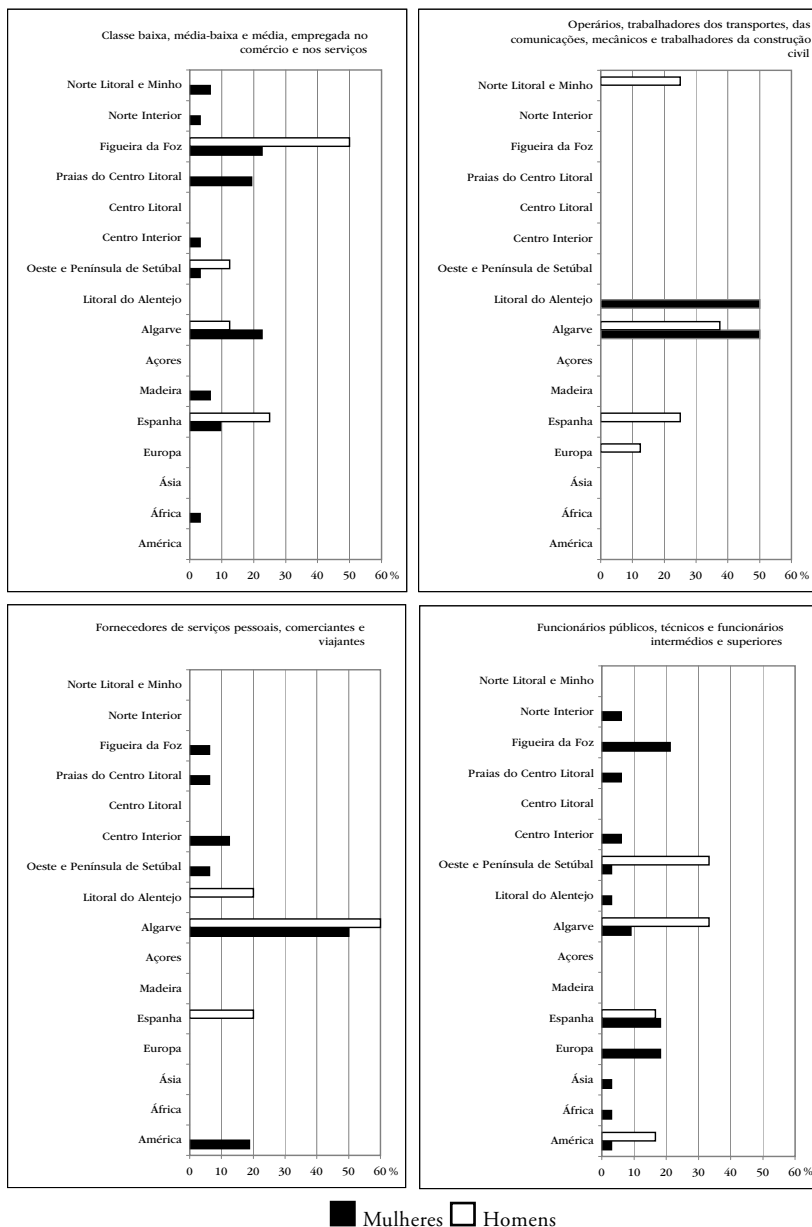 Classe baixa, média-baixa e média, empregada no
comércio e nos serviços
Norte Litoral e Minho
Norte Interior
Figueira da Foz
Praias do Centro Litoral
Centro Litoral
Centro Interior
Oeste e Península de Setúbal
Litoral do Alentejo
Algarve
Açores
Madeira
Espanha
Europa
Ásia
África
América
0 10 20 30 40 50 60 %
Operários, trabalhadores dos transportes, das
comunicações, mecânicos e trabalhadores da construção
civil
Norte Litoral e Minho
Norte Interior
Figueira da Foz
Praias do Centro Litoral
Centro Litoral
Centro Interior
Oeste e Península de Setúbal
Litoral do Alentejo
Algarve
Açores
Madeira
Espanha
Europa
Ásia
África
América
0 10 20 30 40 50 60 %
Fornecedores de serviços pessoais, comerciantes e
viajantes
Norte Litoral e Minho
Norte Interior
Figueira da Foz
Praias do Centro Litoral
Centro Litoral
Centro Interior
Oeste e Península de Setúbal
Litoral do Alentejo
Algarve
Açores
Madeira
Espanha
Europa
Ásia
África
América
0 10 20 30 40 50 60 %
Funcionários públicos, técnicos e funcionários
intermédios e superiores
Norte Litoral e Minho
Norte Interior
Figueira da Foz
Praias do Centro Litoral
Centro Litoral
Centro Interior
Oeste e Península de Setúbal
Litoral do Alentejo
Algarve
Açores
Madeira
Espanha
Europa
Ásia
África
América
0 10 20 30 40 50 60 %
Mulheres Homens